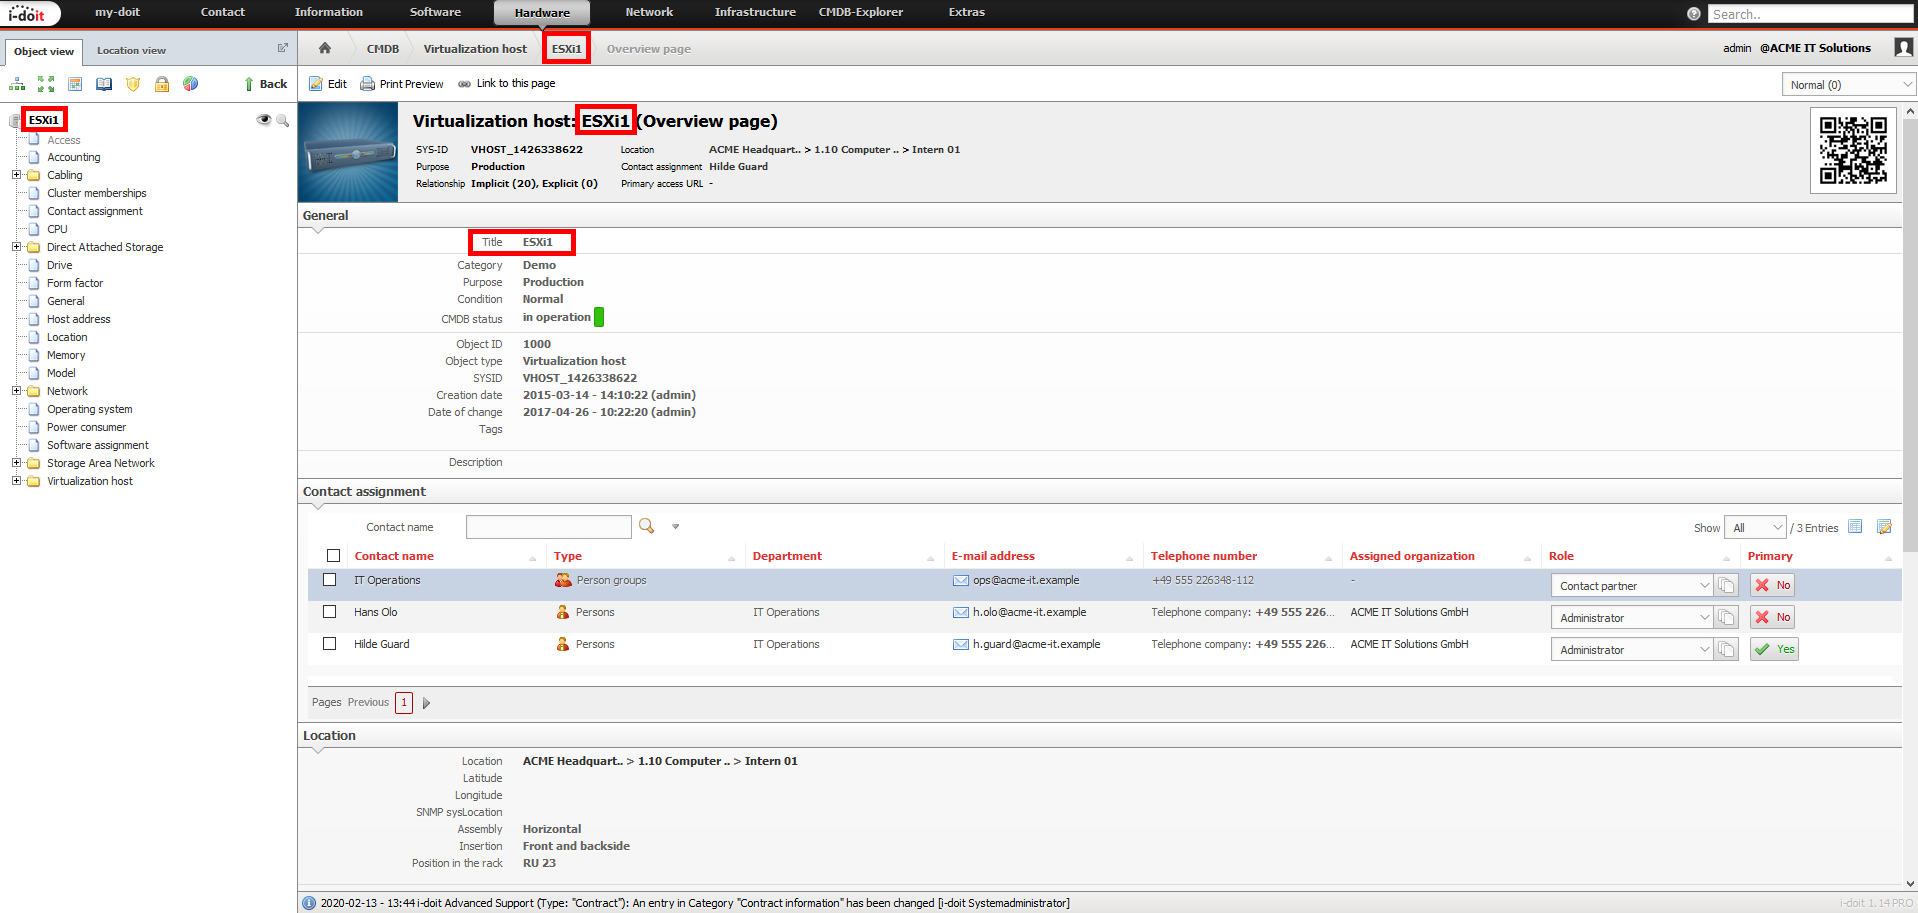 i-doit my-doit Contact Information Software Hardware Network Infrastructure CMDB-Explorer Extras ? Search..
Object view Location view
CMDB Virtualization host ESXi1 Overview page admin @ACME IT Solutions
Back
Edit Print Preview Link to this page Normal (0)
ESXi1
Access
Accounting
Cabling
Cluster memberships
Contact assignment
CPU
Direct Attached Storage
Drive
Form factor
General
Host address
Location
Memory
Model
Network
Operating system
Power consumer
Software assignment
Storage Area Network
Virtualization host
Virtualization host: ESXi1 (Overview page)
SYS-ID VHOST_1426338622 Location ACME Headquart.. > 1.10 Computer .. > Intern 01
Purpose Production Contact assignment Hilde Guard
Relationship Implicit (20), Explicit (0) Primary access URL -
General
Title ESXi1
Category Demo
Purpose Production
Condition Normal
CMDB status in operation
Object ID 1000
Object type Virtualization host
SYSID VHOST_1426338622
Creation date 2015-03-14 - 14:10:22 (admin)
Date of change 2017-04-26 - 10:22:20 (admin)
Tags
Description
Contact assignment
Contact name Show All / 3 Entries
Contact name Type Department E-mail address Telephone number Assigned organization Role Primary
IT Operations Person groups ops@acme-it.example +49 555 226348-112 - Contact partner No
Hans Olo Persons IT Operations h.olo@acme-it.example Telephone company: +49 555 226... ACME IT Solutions GmbH Administrator No
Hilde Guard Persons IT Operations h.guard@acme-it.example Telephone company: +49 555 226... ACME IT Solutions GmbH Administrator Yes
Pages Previous 1
Location
Location ACME Headquart.. > 1.10 Computer .. > Intern 01
Latitude
Longitude
SNMP sysLocation
Assembly Horizontal
Insertion Front and backside
Position in the rack RU 23
2020-02-13 - 13:44 i-doit Advanced Support (Type: "Contract"): An entry in Category "Contract information" has been changed [i-doit Systemadministrator] i-doit 1.14 PRO